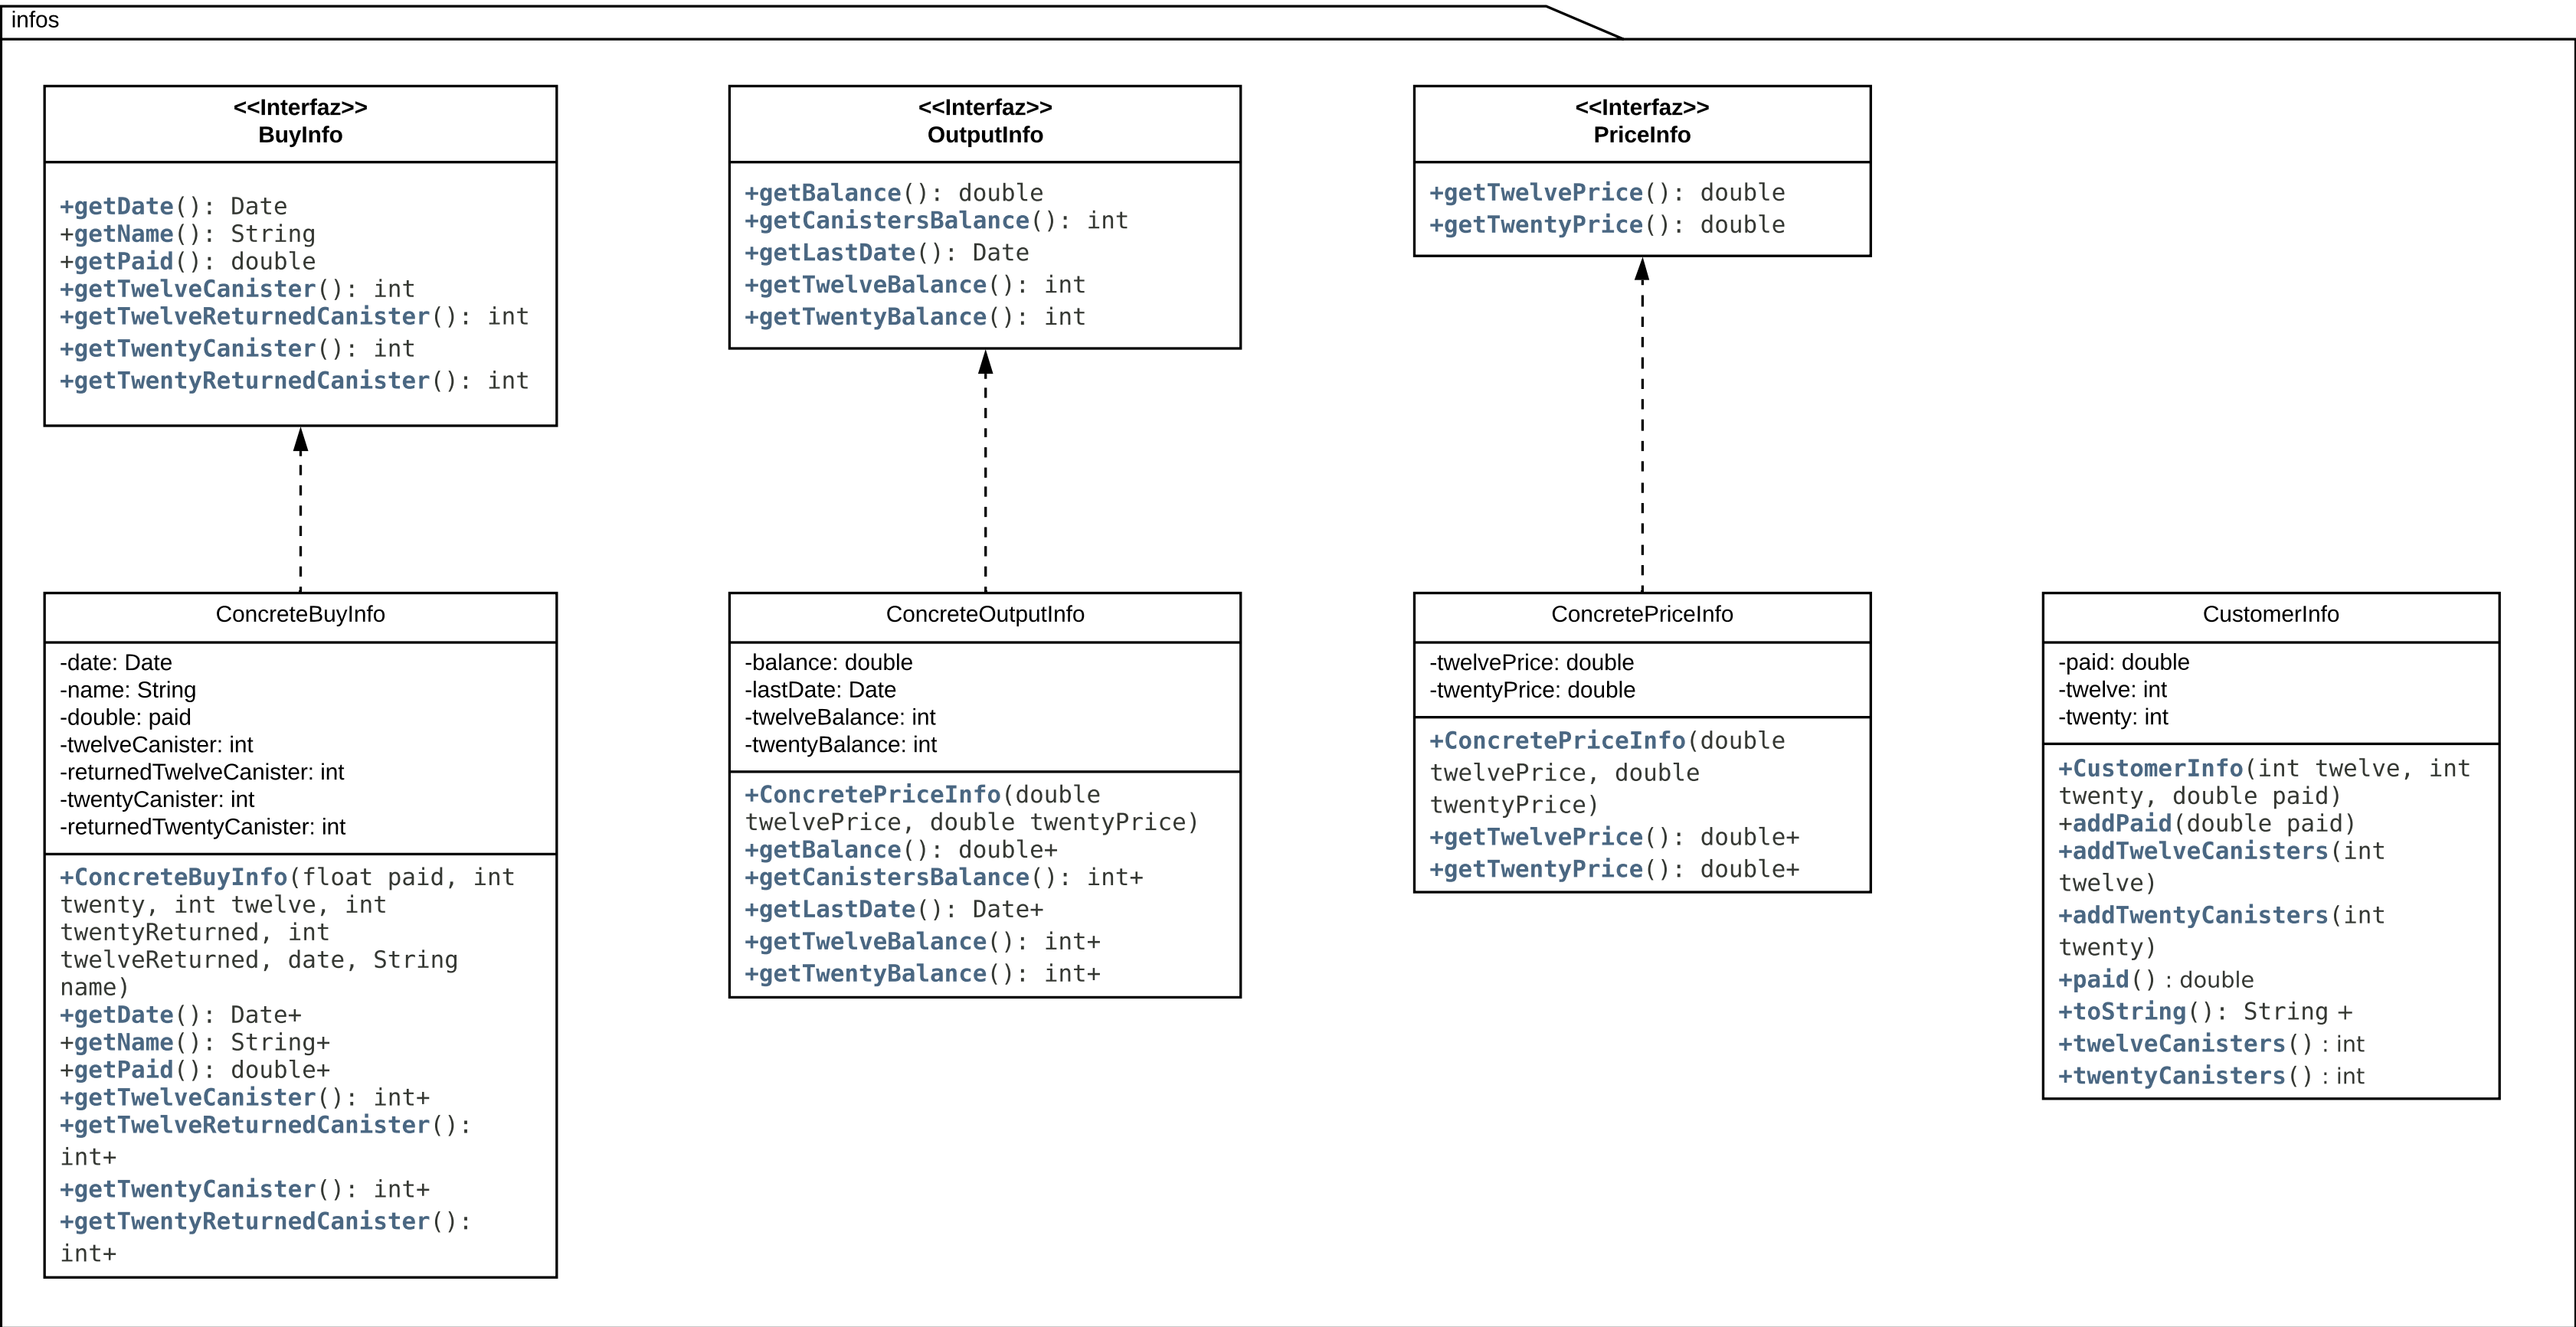 infos
<<Interfaz>>
BuyInfo
+getDate(): Date
+getName(): String
+getPaid(): double
+getTwelveCanister(): int
+getTwelveReturnedCanister(): int
+getTwentyCanister(): int
+getTwentyReturnedCanister(): int
<<Interfaz>>
OutputInfo
+getBalance(): double
+getCanistersBalance(): int
+getLastDate(): Date
+getTwelveBalance(): int
+getTwentyBalance(): int
<<Interfaz>>
PriceInfo
+getTwelvePrice(): double
+getTwentyPrice(): double
ConcreteBuyInfo
-date: Date
-name: String
-double: paid
-twelveCanister: int
-returnedTwelveCanister: int
-twentyCanister: int
-returnedTwentyCanister: int
+ConcreteBuyInfo(float paid, int
twenty, int twelve, int
twentyReturned, int
twelveReturned, date, String
name)
+getDate(): Date+
+getName(): String+
+getPaid(): double+
+getTwelveCanister(): int+
+getTwelveReturnedCanister():
int+
+getTwentyCanister(): int+
+getTwentyReturnedCanister():
int+
ConcreteOutputInfo
-balance: double
-lastDate: Date
-twelveBalance: int
-twentyBalance: int
+ConcretePriceInfo(double
twelvePrice, double twentyPrice)
+getBalance(): double+
+getCanistersBalance(): int+
+getLastDate(): Date+
+getTwelveBalance(): int+
+getTwentyBalance(): int+
ConcretePriceInfo
-twelvePrice: double
-twentyPrice: double
+ConcretePriceInfo(double
twelvePrice, double
twentyPrice)
+getTwelvePrice(): double+
+getTwentyPrice(): double+
CustomerInfo
-paid: double
-twelve: int
-twenty: int
+CustomerInfo(int twelve, int
twenty, double paid)
+addPaid(double paid)
+addTwelveCanisters(int
twelve)
+addTwentyCanisters(int
twenty)
+paid() : double
+toString(): String +
+twelveCanisters() : int
+twentyCanisters() : int